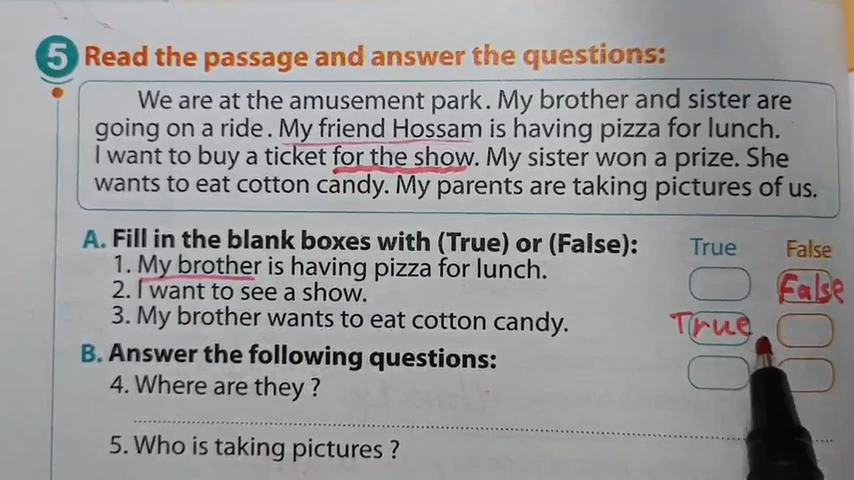 5 Read the passage and answer the questions:
We are at the amusement park. My brother and sister are
going on a ride. My friend Hossam is having pizza for lunch.
I want to buy a ticket for the show. My sister won a prize. She
wants to eat cotton candy. My parents are taking pictures of us.
A. Fill in the blank boxes with (True) or (False): True False
1. My brother is having pizza for lunch. False
2. I want to see a show. True
3. My brother wants to eat cotton candy.
B. Answer the following questions:
4. Where are they ?
5. Who is taking pictures ?